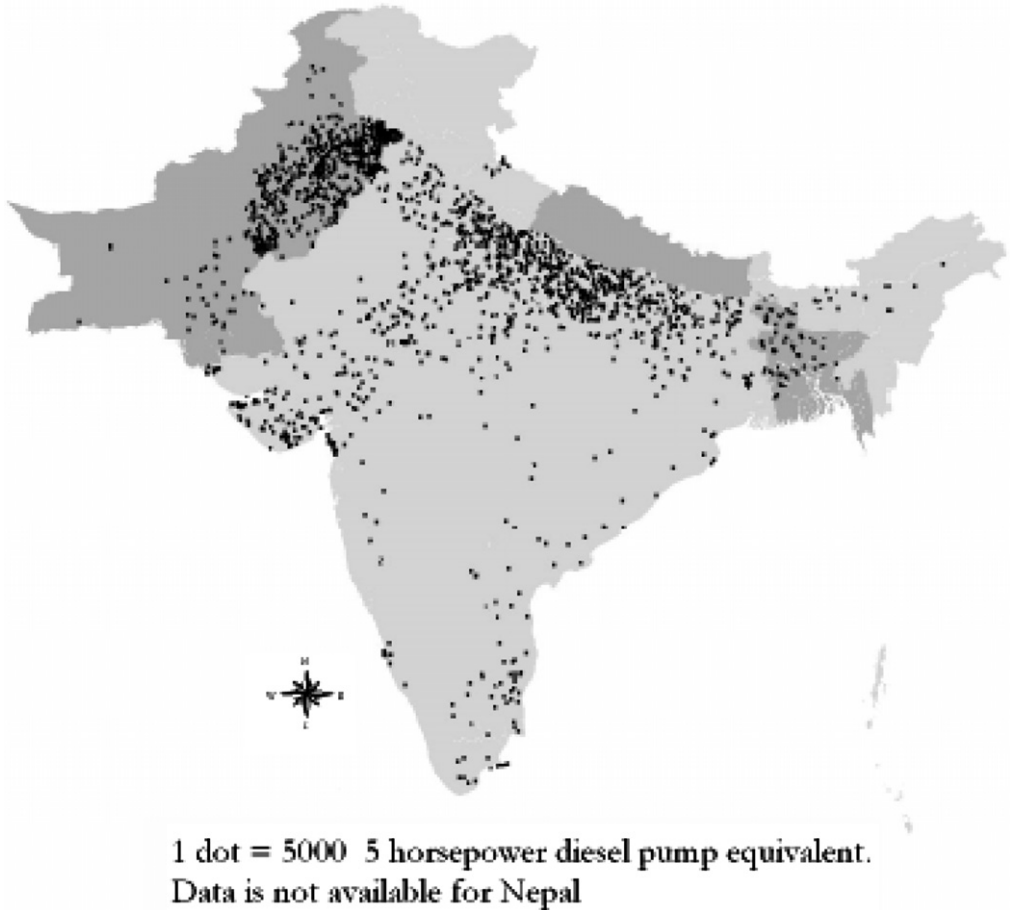 N
1 dot = 5000 5 horsepower diesel pump equivalent.
Data is not available for Nepal